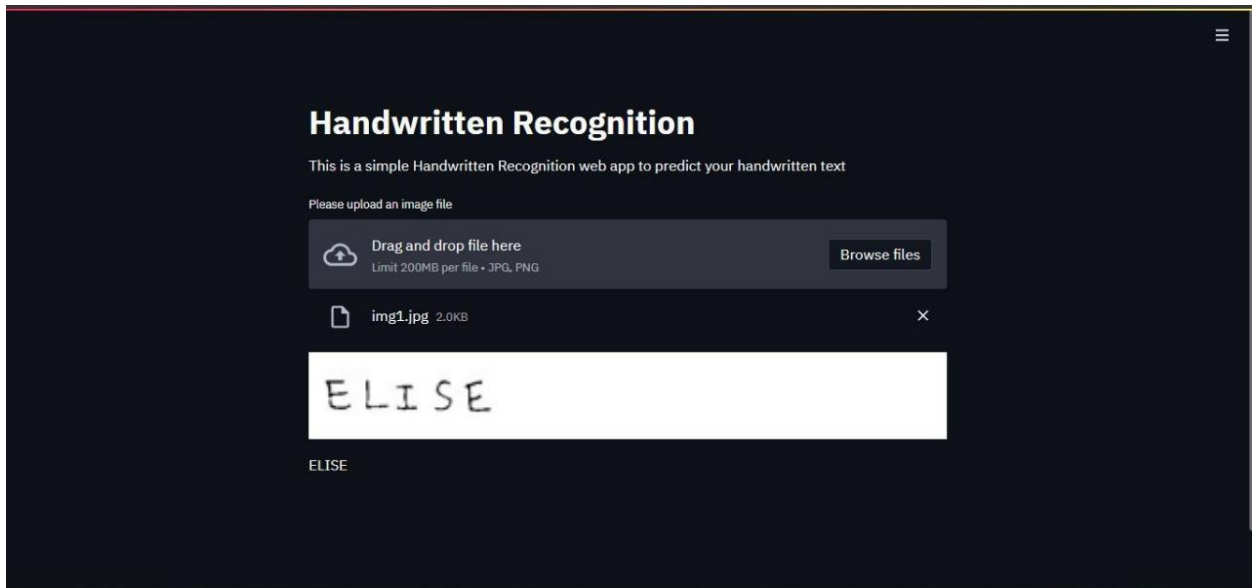 Handwritten Recognition
This is a simple Handwritten Recognition web app to predict your handwritten text
Please upload an image file
Drag and drop file here
Limit 200MB per file • JPG, PNG
Browse files
img1.jpg 2.0KB
ELISE
ELISE